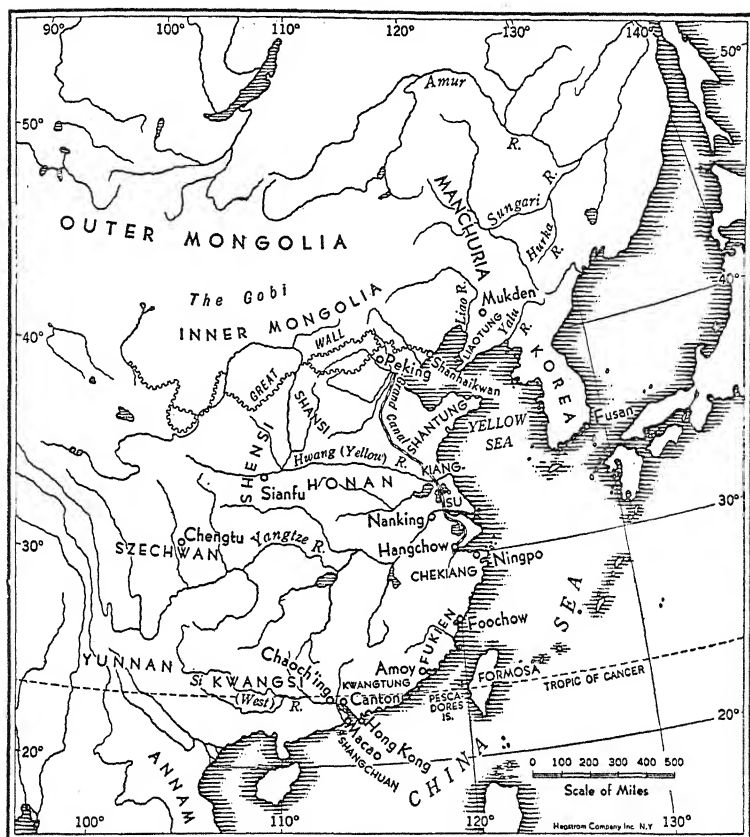 90° 100° 110° 120° 130° 140°
50°
50°
Amur
R.
R.
Sungari
MANCHURIA
Hurka
R.
OUTER MONGOLIA
The Gobi
INNER MONGOLIA
Liao R.
Mukden
LIAOTUNG
Yalu
R.
40°
40°
GREAT
WALL
Peking
Shanhaikwan
KOREA
Fusan
SHANSI
Grand Canal
SHANTUNG
YELLOW
SEA
SHENSI
Hwang (Yellow) R.
KIANG-
SU
Sianfu
HONAN
30°
Nanking
30°
Chengtu
Yangtze R.
SZECHWAN
Hangchow
Ningpo
CHEKIANG
CHINA SEA
FUKIEN
Foochow
YUNNAN
Chaoch'ing
Amoy
FORMOSA
Si
KWANGSI
KWANGTUNG
TROPIC OF CANCER
(West) R.
Canton
PESCA-
DORES
IS.
20°
20°
Hong Kong
Macao
SHANGCHUAN
ANNAM
0 100 200 300 400 500
Scale of Miles
Hagstrom Company Inc. N.Y
100° 110° 120° 130°